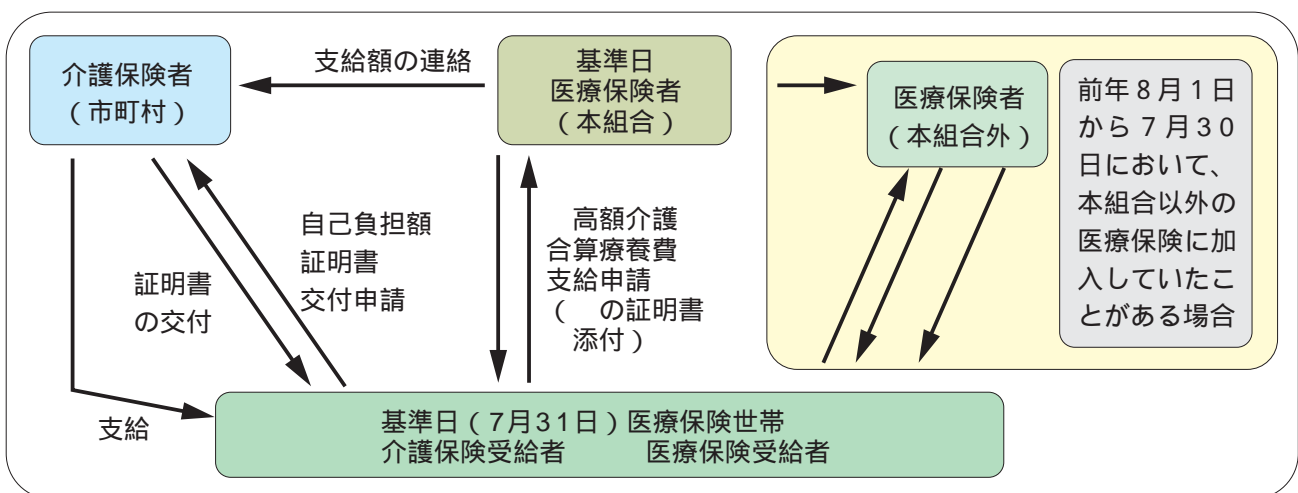 介護保険者
（市町村）
支給額の連絡
基準日
医療保険者
（本組合）
医療保険者
（本組合外）
前年８月１日
から７月３０
日において、
本組合以外の
医療保険に加
入していたこ
とがある場合
自己負担額
証明書
交付申請
証明書
の交付
高額介護
合算療養費
支給申請
（　の証明書
添付）
支給
基準日（7月31日）医療保険世帯
介護保険受給者　　　医療保険受給者